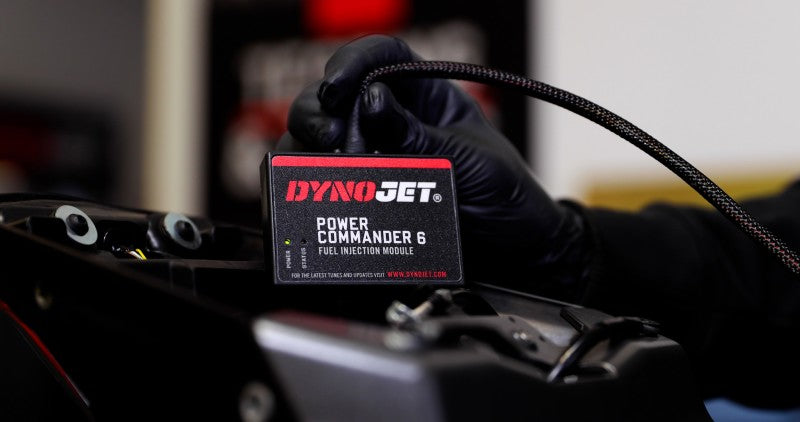 DYNOJET®
POWER
COMMANDER 6
FUEL INJECTION MODULE
POWER
STATUS
FOR THE LATEST TUNES AND UPDATES VISIT WWW.DYNOJET.COM